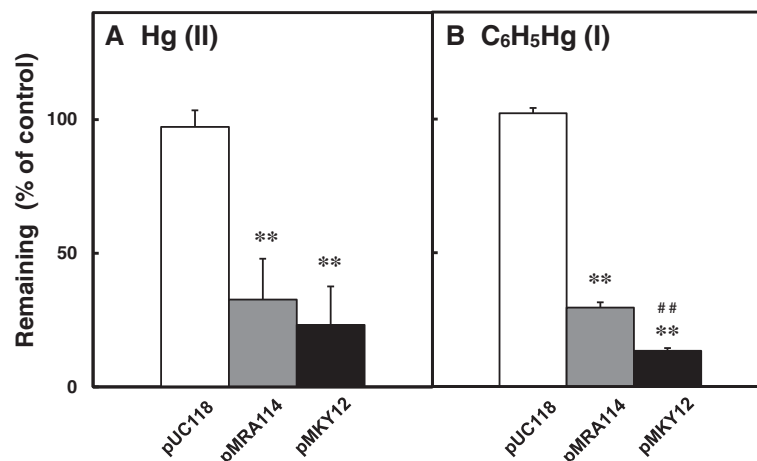 A Hg (II)
B C₆H₅Hg (I)
Remaining (% of control)
100
50
0
**
**
**
##
**
pUC118
pMRA114
pMKY12
pUC118
pMRA114
pMKY12